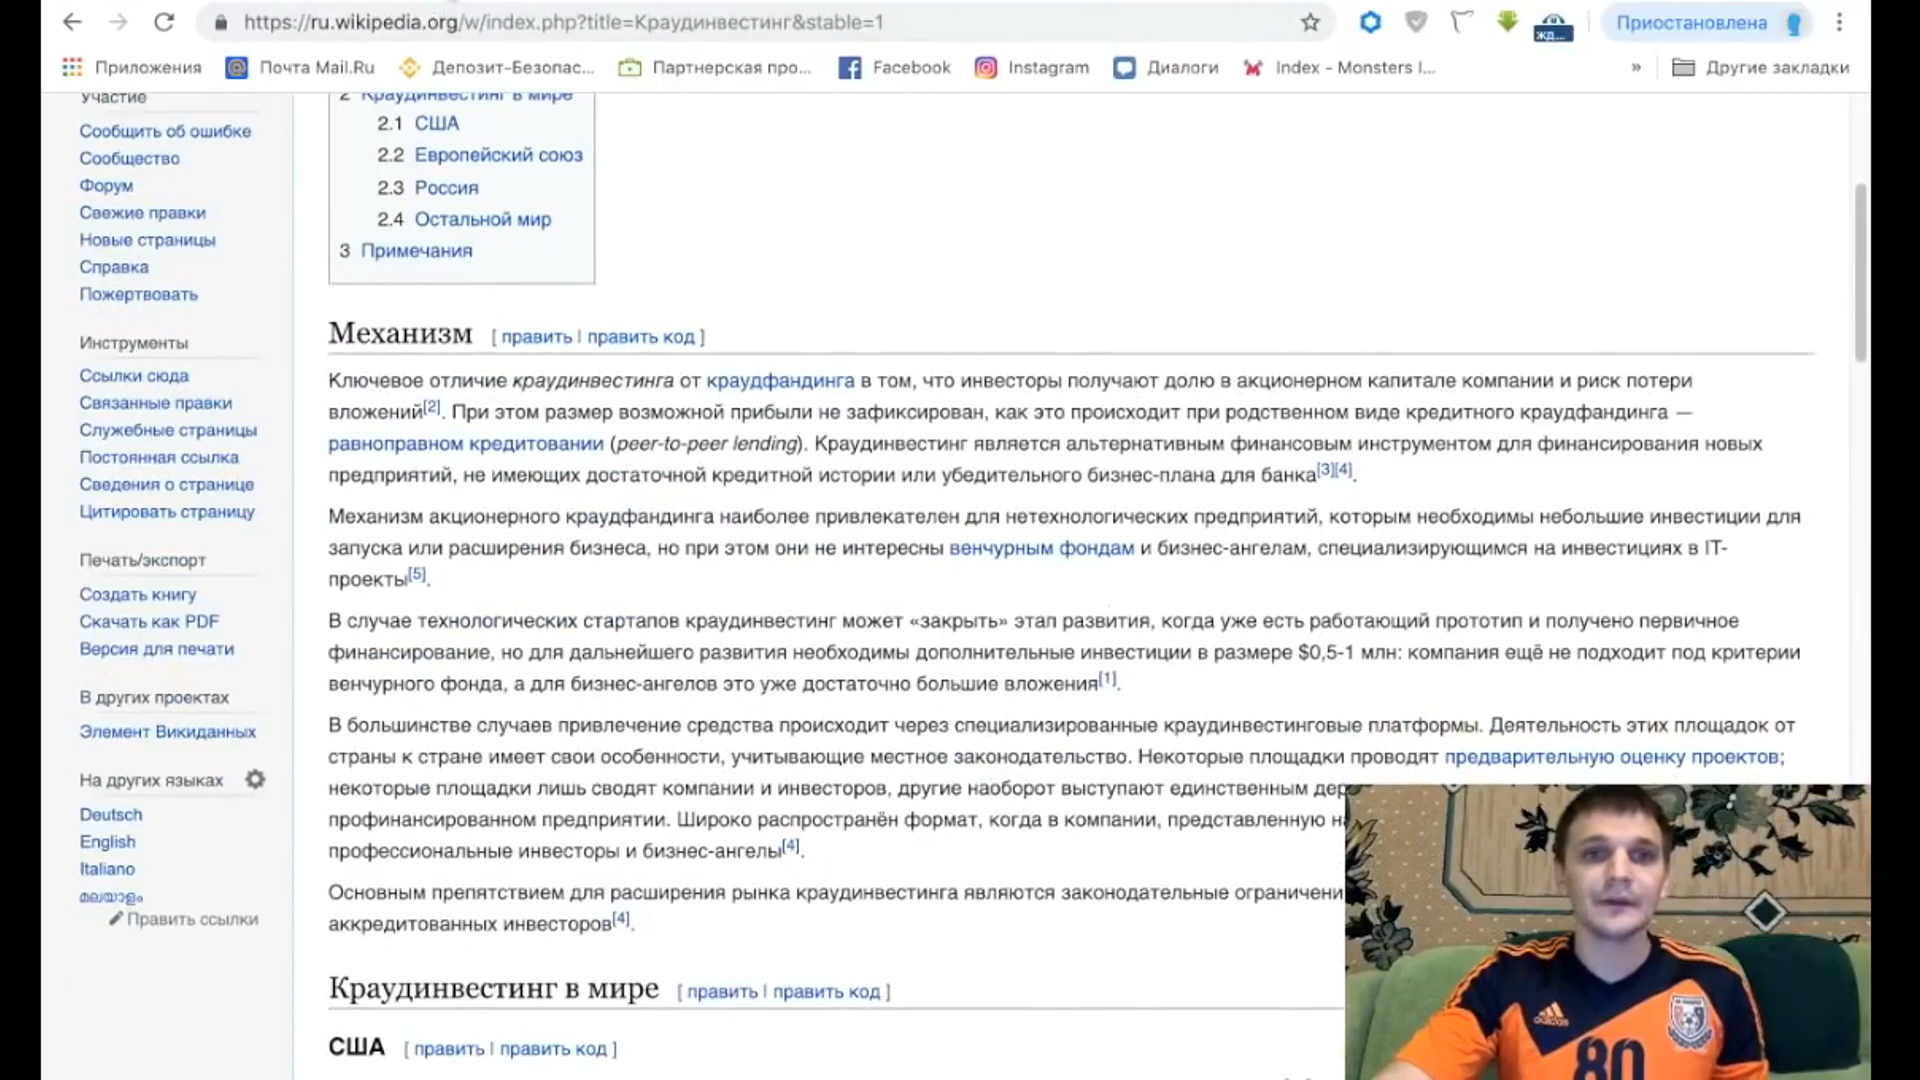 https://ru.wikipedia.org/w/index.php?title=Краудинвестинг&stable=1
жд...
Приостановлена
Приложения
Почта Mail.Ru
Депозит-Безопас...
Партнерская про...
Facebook
Instagram
Диалоги
Index - Monsters I...
»
Другие закладки
Участие
Сообщить об ошибке
Сообщество
Форум
Свежие правки
Новые страницы
Справка
Пожертвовать
Инструменты
Ссылки сюда
Связанные правки
Служебные страницы
Постоянная ссылка
Сведения о странице
Цитировать страницу
Печать/экспорт
Создать книгу
Скачать как PDF
Версия для печати
В других проектах
Элемент Викиданных
На других языках
Deutsch
English
Italiano
മലയാളം
Править ссылки
2 Краудинвестинг в мире
2.1 США
2.2 Европейский союз
2.3 Россия
2.4 Остальной мир
3 Примечания
Механизм [ править | править код ]
Ключевое отличие краудинвестинга от краудфандинга в том, что инвесторы получают долю в акционерном капитале компании и риск потери
вложений[2]. При этом размер возможной прибыли не зафиксирован, как это происходит при родственном виде кредитного краудфандинга —
равноправном кредитовании (peer-to-peer lending). Краудинвестинг является альтернативным финансовым инструментом для финансирования новых
предприятий, не имеющих достаточной кредитной истории или убедительного бизнес-плана для банка[3][4].
Механизм акционерного краудфандинга наиболее привлекателен для нетехнологических предприятий, которым необходимы небольшие инвестиции для
запуска или расширения бизнеса, но при этом они не интересны венчурным фондам и бизнес-ангелам, специализирующимся на инвестициях в IT-
проекты[5].
В случае технологических стартапов краудинвестинг может «закрыть» этап развития, когда уже есть работающий прототип и получено первичное
финансирование, но для дальнейшего развития необходимы дополнительные инвестиции в размере $0,5-1 млн: компания ещё не подходит под критерии
венчурного фонда, а для бизнес-ангелов это уже достаточно большие вложения[1].
В большинстве случаев привлечение средства происходит через специализированные краудинвестинговые платформы. Деятельность этих площадок от
страны к стране имеет свои особенности, учитывающие местное законодательство. Некоторые площадки проводят предварительную оценку проектов;
некоторые площадки лишь сводят компании и инвесторов, другие наоборот выступают единственным дер
профинансированном предприятии. Широко распространён формат, когда в компании, представленную н
профессиональные инвесторы и бизнес-ангелы[4].
Основным препятствием для расширения рынка краудинвестинга являются законодательные ограничени
аккредитованных инвесторов[4].
Краудинвестинг в мире [ править | править код ]
США [ править | править код ]
adidas
80